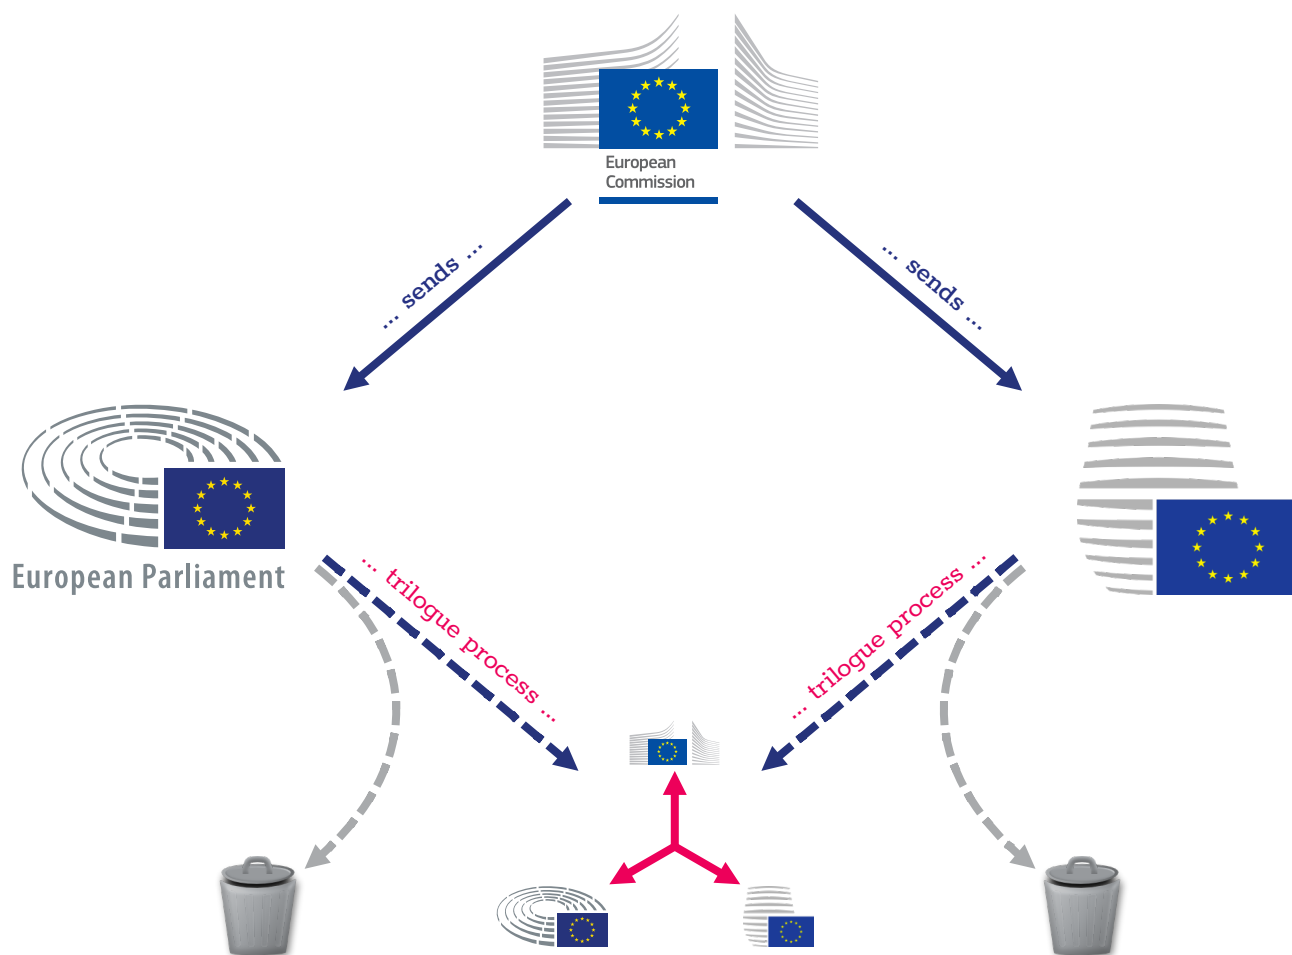 European
Commission
... sends ...
... sends ...
European Parliament
... trilogue process ...
... trilogue process ...